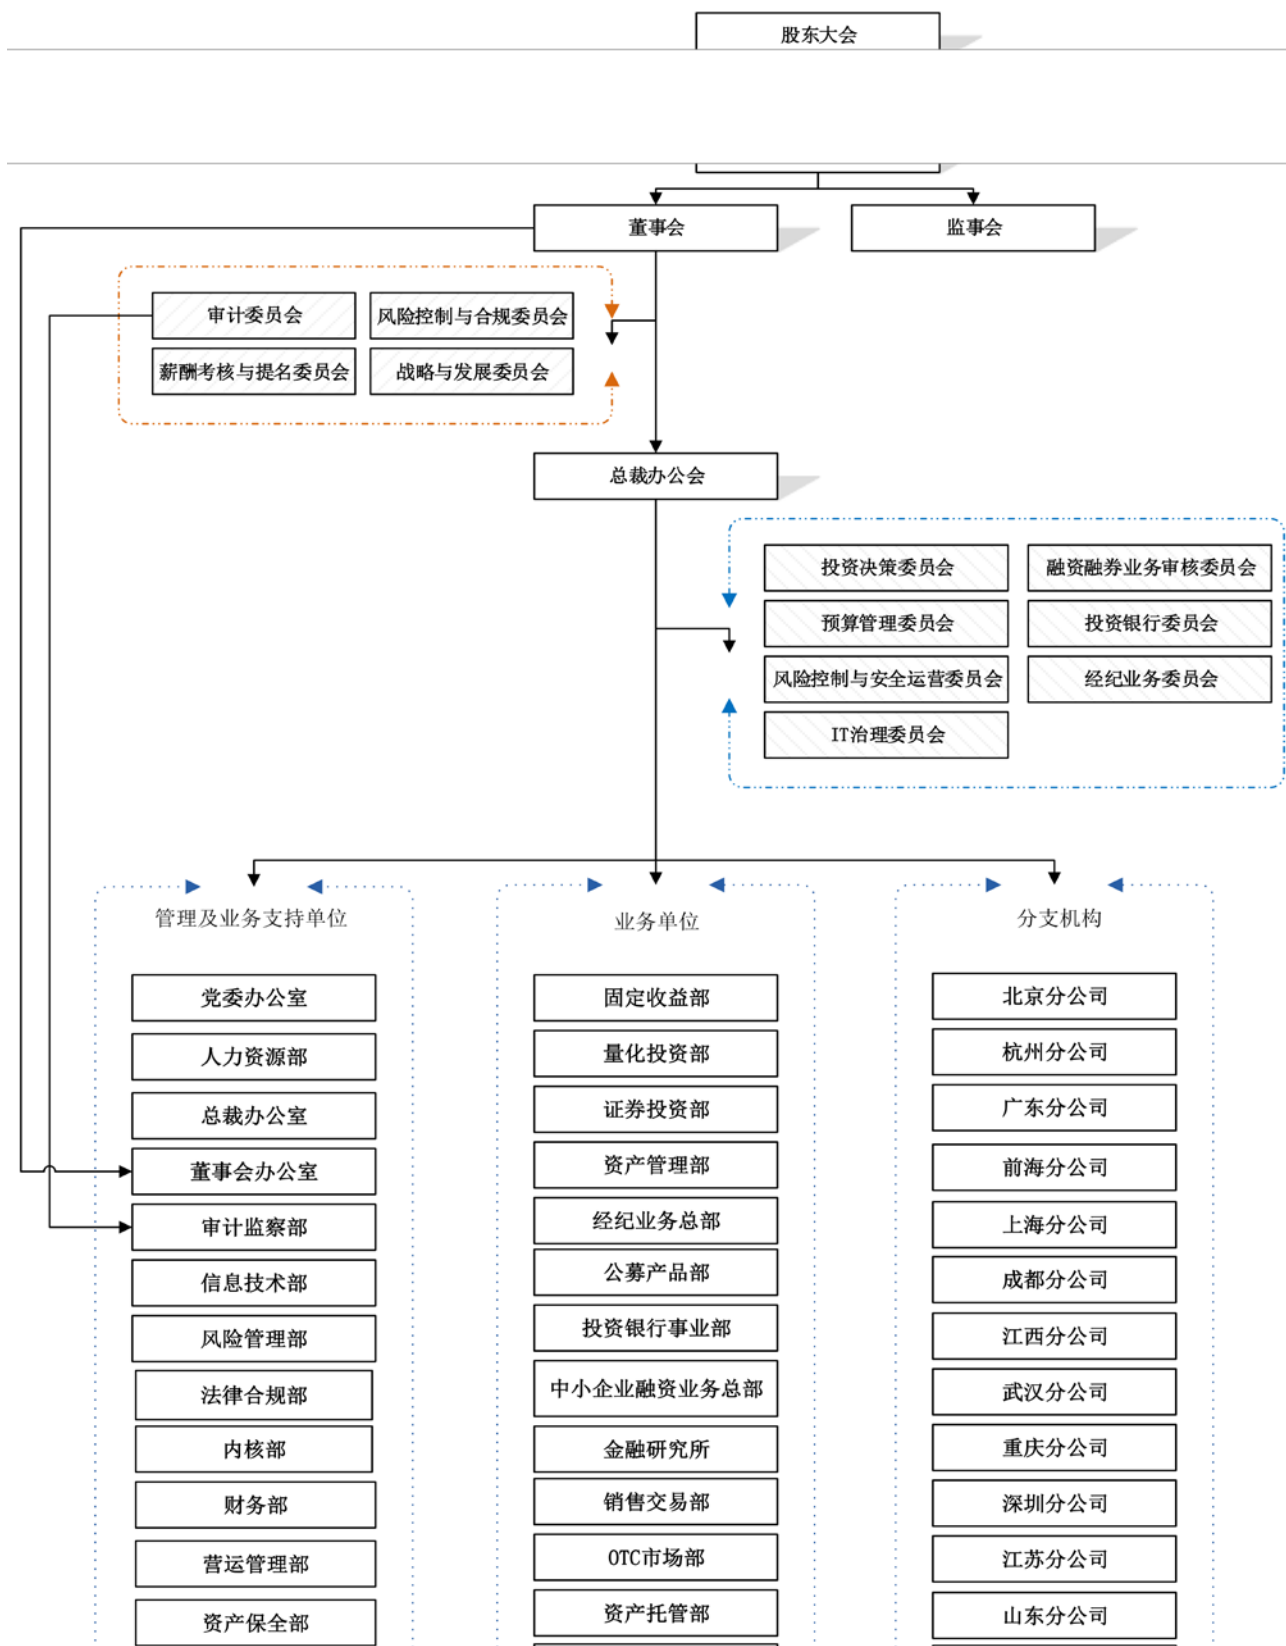 股东大会
董事会
监事会
审计委员会
风险控制与合规委员会
薪酬考核与提名委员会
战略与发展委员会
总裁办公会
投资决策委员会
融资融券业务审核委员会
预算管理委员会
投资银行委员会
风险控制与安全运营委员会
经纪业务委员会
IT治理委员会
管理及业务支持单位
党委办公室
人力资源部
总裁办公室
董事会办公室
审计监察部
信息技术部
风险管理部
法律合规部
内核部
财务部
营运管理部
资产保全部
业务单位
固定收益部
量化投资部
证券投资部
资产管理部
经纪业务总部
公募产品部
投资银行事业部
中小企业融资业务总部
金融研究所
销售交易部
OTC市场部
资产托管部
分支机构
北京分公司
杭州分公司
广东分公司
前海分公司
上海分公司
成都分公司
江西分公司
武汉分公司
重庆分公司
深圳分公司
江苏分公司
山东分公司